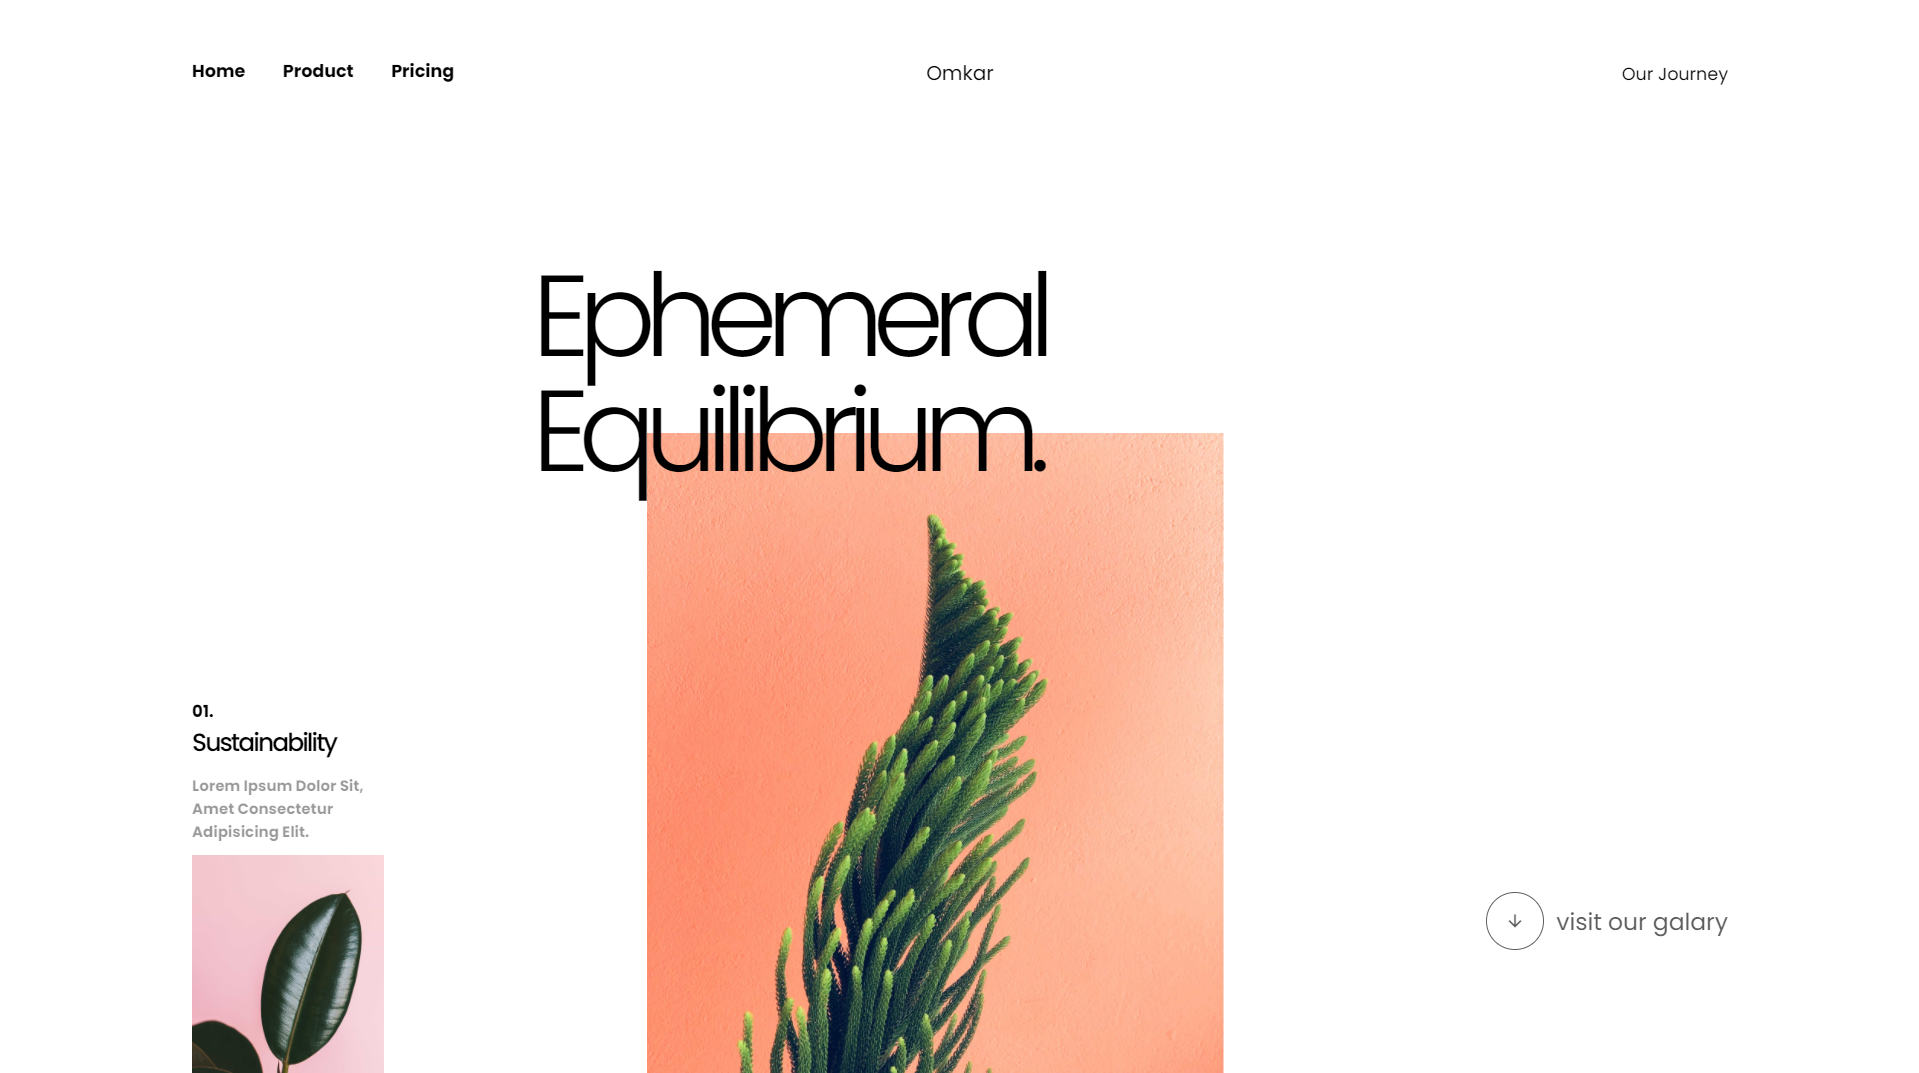 Home Product Pricing Omkar Our Journey
Ephemeral
Equilibrium.
01.
Sustainability
Lorem Ipsum Dolor Sit,
Amet Consectetur
Adipisicing Elit.
visit our galary